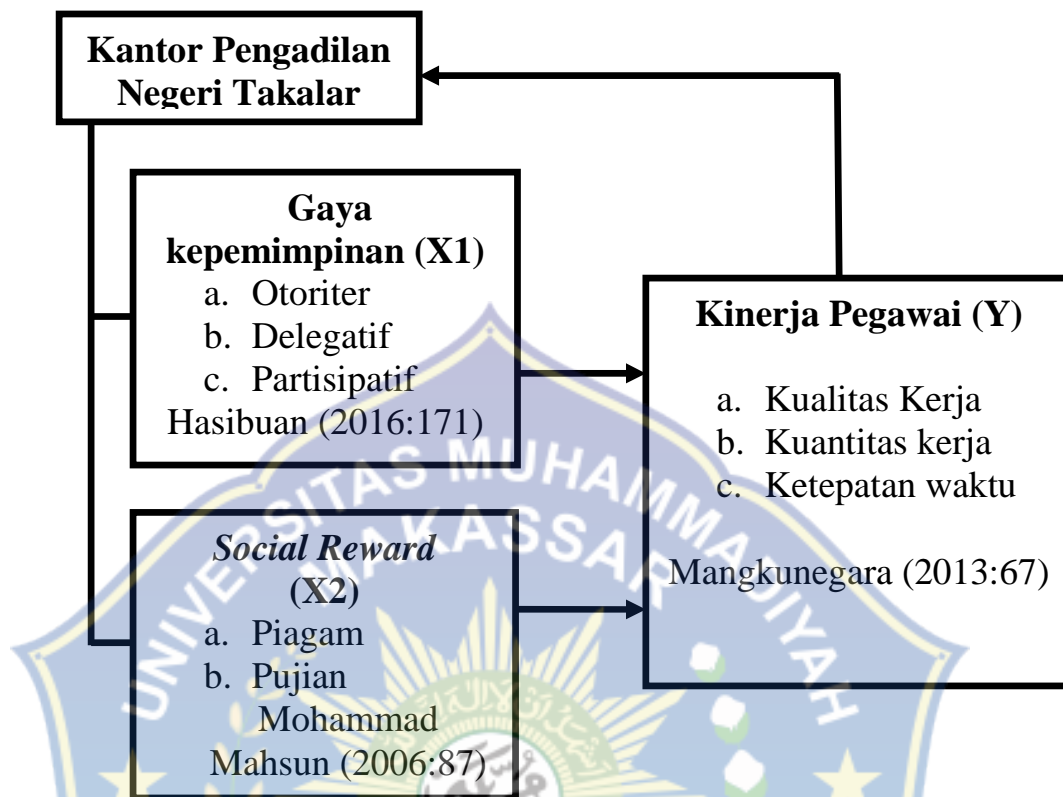 Kantor Pengadilan
Negeri Takalar
Gaya
kepemimpinan (X1)
a. Otoriter
b. Delegatif
c. Partisipatif
Hasibuan (2016:171)
Social Reward
(X2)
a. Piagam
b. Pujian
Mohammad
Mahsun (2006:87)
Kinerja Pegawai (Y)
a. Kualitas Kerja
b. Kuantitas kerja
c. Ketepatan waktu
Mangkunegara (2013:67)
UNIVERSITAS MUHAMMADIYAH
MAKASSAR